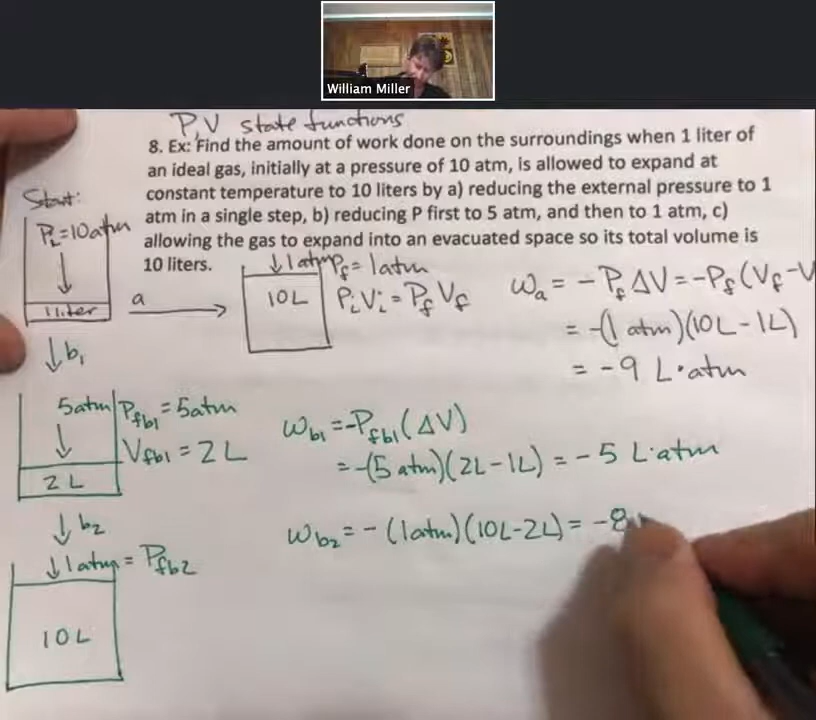 William Miller
P,V state functions
8. Ex: Find the amount of work done on the surroundings when 1 liter of
an ideal gas, initially at a pressure of 10 atm, is allowed to expand at
constant temperature to 10 liters by a) reducing the external pressure to 1
atm in a single step, b) reducing P first to 5 atm, and then to 1 atm, c)
allowing the gas to expand into an evacuated space so its total volume is
10 liters.
Start:
Pi=10atm
1 liter
a
↓1atm Pf=1atm
10L
PiVi=PfVf
wa = -PfΔV = -Pf(Vf-V
= -(1 atm)(10L-1L)
= -9 L·atm
↓b1
5atm
2L
Pfb1=5atm
Vfb1=2L
wb1=-Pfb1(ΔV)
=-(5 atm)(2L-1L)=-5 L·atm
↓b2
↓1atm=Pfb2
10L
wb2=-(1atm)(10L-2L)=-8